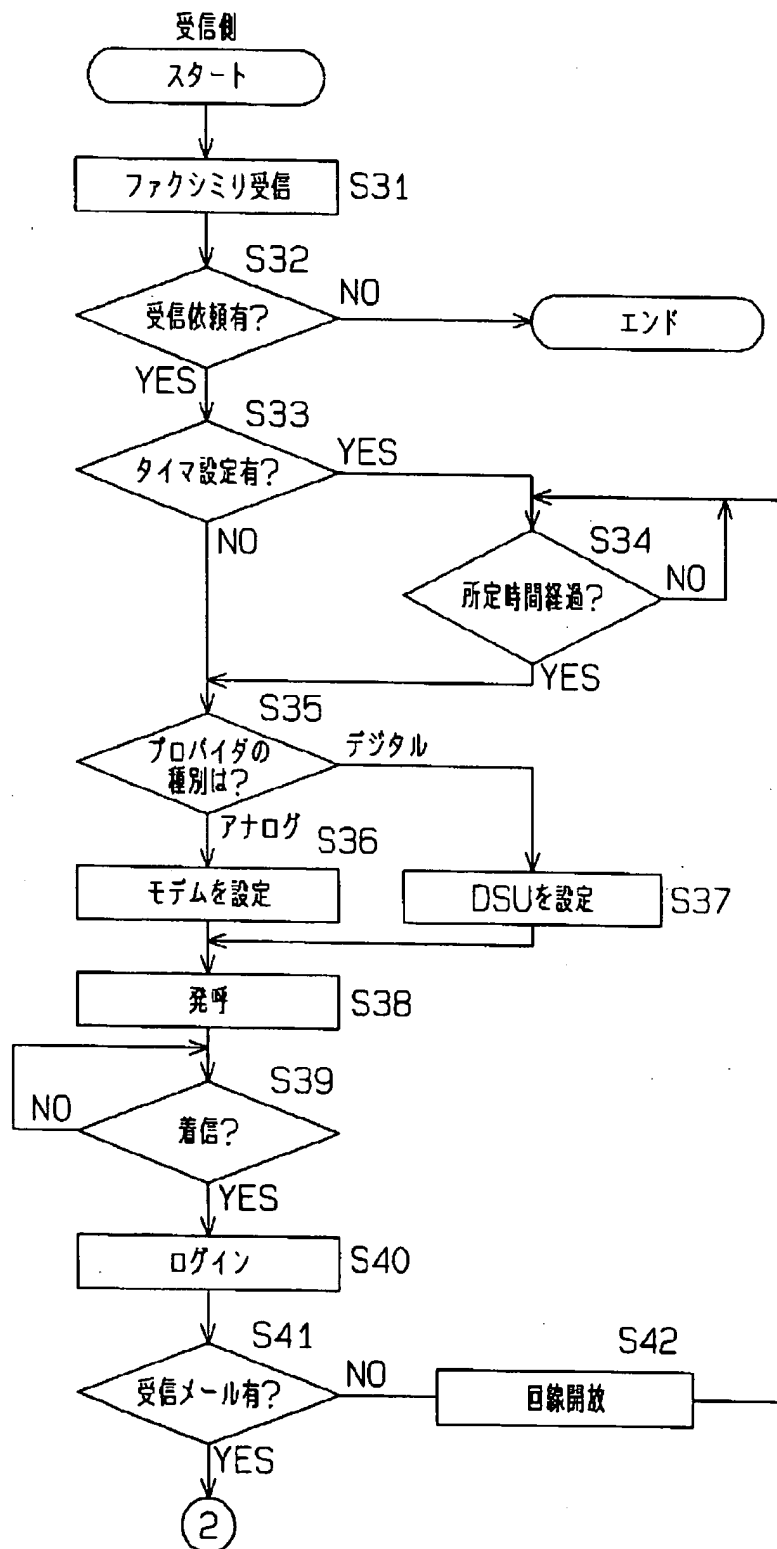 受信側
スタート
ファクシミリ受信
S31
S32
受信依頼有?
NO
エンド
YES
S33
タイマ設定有?
YES
NO
S34
所定時間経過?
NO
YES
S35
プロバイダの
種別は?
デジタル
アナログ
S36
モデムを設定
DSUを設定
S37
発呼
S38
S39
NO
着信?
YES
ログイン
S40
S41
受信メール有?
NO
S42
回線開放
YES
2